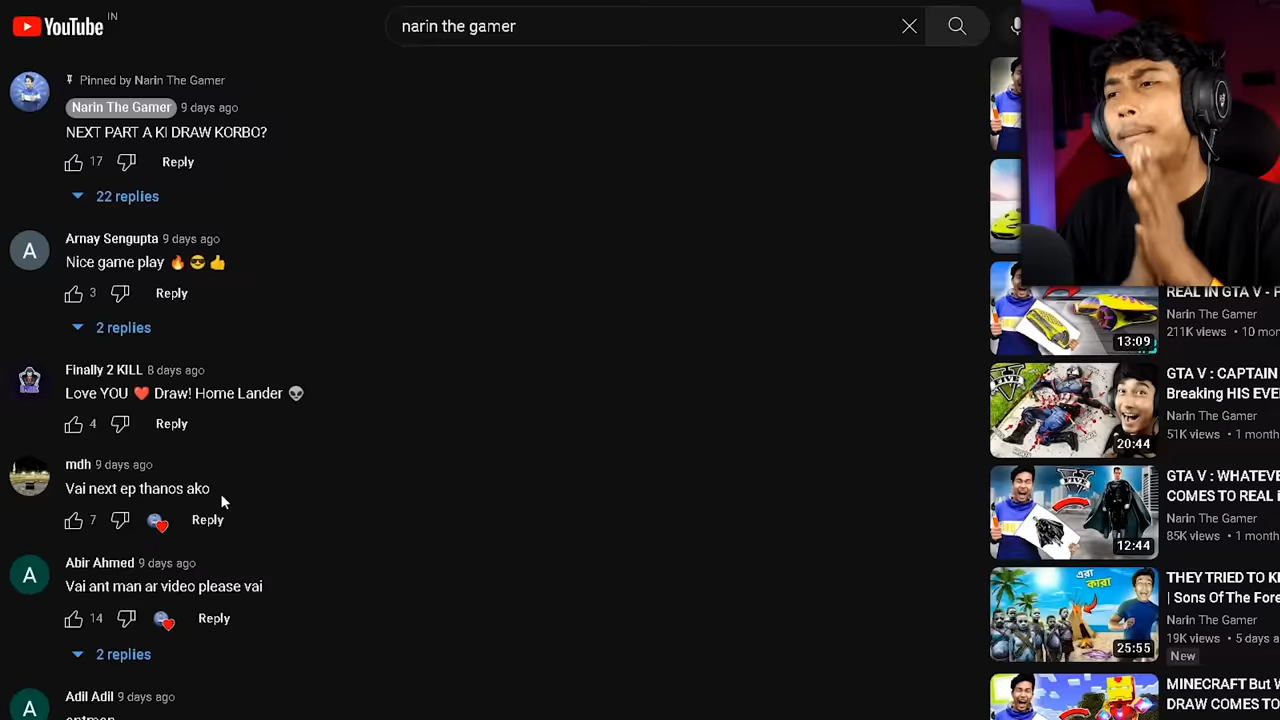 YouTube IN
narin the gamer
Pinned by Narin The Gamer
Narin The Gamer 9 days ago
NEXT PART A KI DRAW KORBO?
17 Reply
22 replies
A
Arnay Sengupta 9 days ago
Nice game play 🔥 😎 👍
3 Reply
2 replies
Finally 2 KILL 8 days ago
Love YOU ❤️ Draw! Home Lander 👽
4 Reply
mdh 9 days ago
Vai next ep thanos ako
7 Reply
A
Abir Ahmed 9 days ago
Vai ant man ar video please vai
14 Reply
2 replies
A
Adil Adil 9 days ago
antman
REAL IN GTA V - P
Narin The Gamer
211K views • 10 mon
13:09
FIVE
GTA V : CAPTAIN
Breaking HIS EVE
Narin The Gamer
51K views • 1 month
20:44
V
FIVE
GTA V : WHATEVE
COMES TO REAL i
Narin The Gamer
85K views • 1 month
12:44
এরা
কারা
THEY TRIED TO KI
| Sons Of The Fore
Narin The Gamer
19K views • 5 days a
New
25:55
MINECRAFT But W
DRAW COMES TO